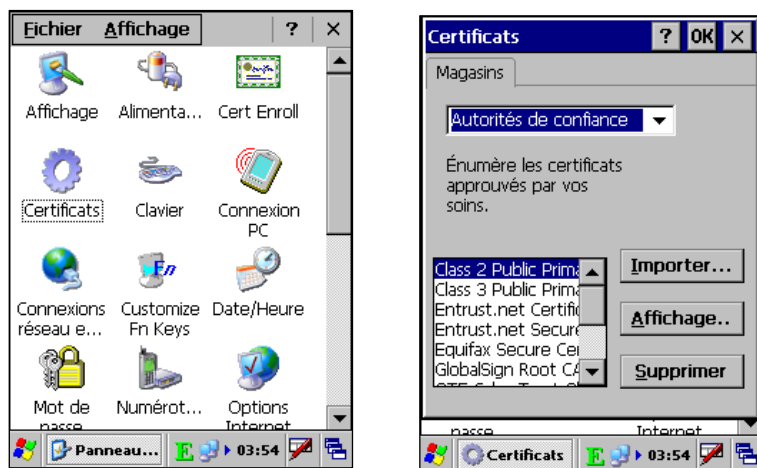 Fichier Affichage ? ×
Affichage Alimenta... Cert Enroll
Certificats Clavier Connexion
PC
Connexions Customize Date/Heure
réseau e... Fn Keys
Fn
Mot de Numérot... Options
passe Internet
Panneau... E 03:54
Certificats ? OK ×
Magasins
Autorités de confiance
Énumère les certificats
approuvés par vos
soins.
Class 2 Public Prima
Class 3 Public Prima
Entrust.net Certific
Entrust.net Secure
Equifax Secure Cer
GlobalSign Root CA
Importer...
Affichage..
Supprimer
passe Internet
Certificats E 03:54